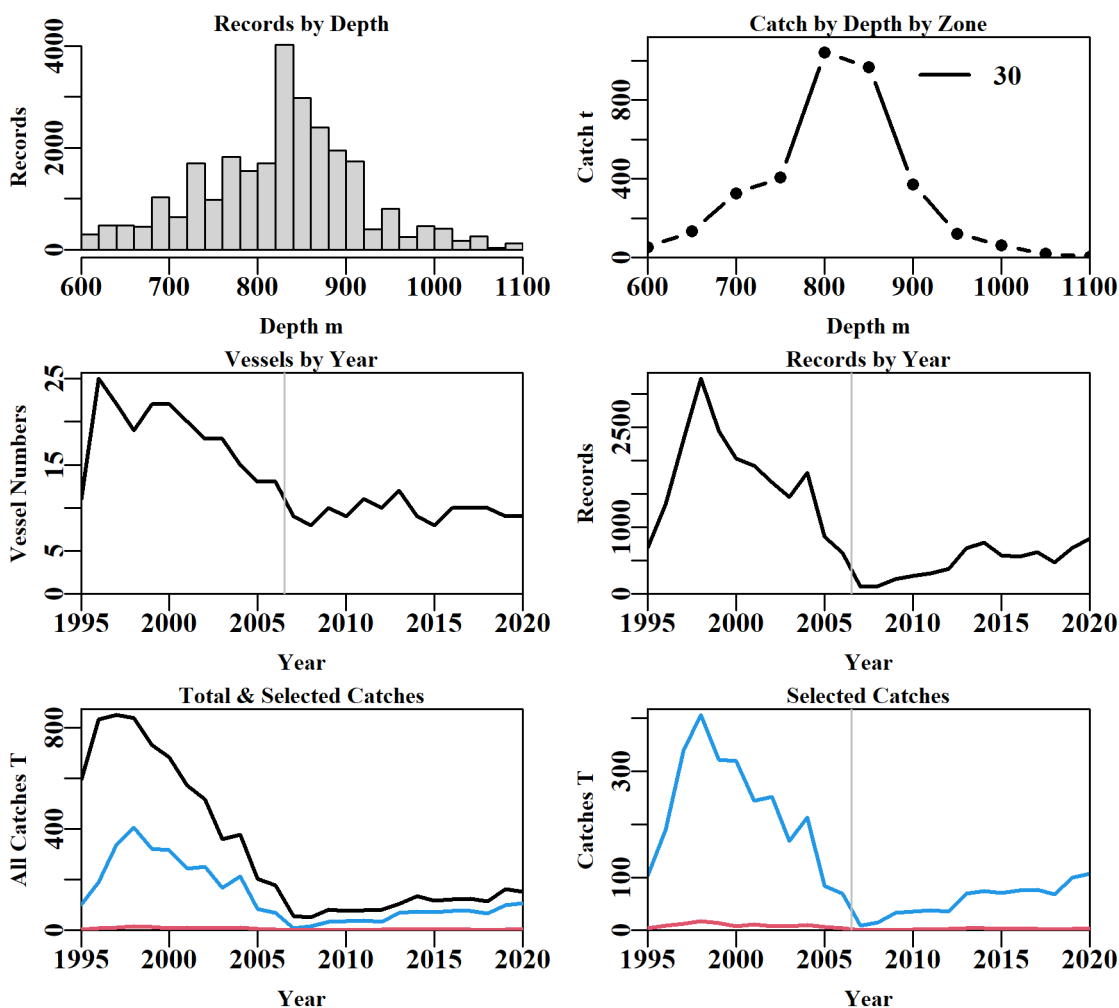 Records by Depth
Records
0
2000
4000
600 700 800 900 1000 1100
Depth m
Catch by Depth by Zone
Catch t
0
400
800
30
600 700 800 900 1000 1100
Depth m
Vessels by Year
Vessel Numbers
0
5
15
25
1995 2000 2005 2010 2015 2020
Year
Records by Year
Records
0
1000
2500
1995 2000 2005 2010 2015 2020
Year
Total & Selected Catches
All Catches T
0
400
800
1995 2000 2005 2010 2015 2020
Year
Selected Catches
Catches T
0
100
300
1995 2000 2005 2010 2015 2020
Year